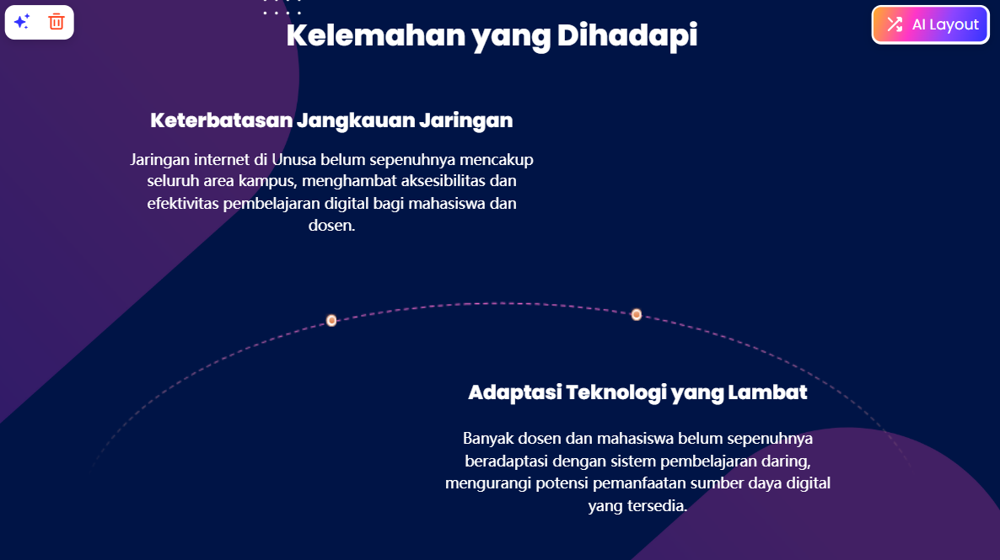 Kelemahan yang Dihadapi
AI Layout
Keterbatasan Jangkauan Jaringan
Jaringan internet di Unusa belum sepenuhnya mencakup
seluruh area kampus, menghambat aksesibilitas dan
efektivitas pembelajaran digital bagi mahasiswa dan
dosen.
Adaptasi Teknologi yang Lambat
Banyak dosen dan mahasiswa belum sepenuhnya
beradaptasi dengan sistem pembelajaran daring,
mengurangi potensi pemanfaatan sumber daya digital
yang tersedia.